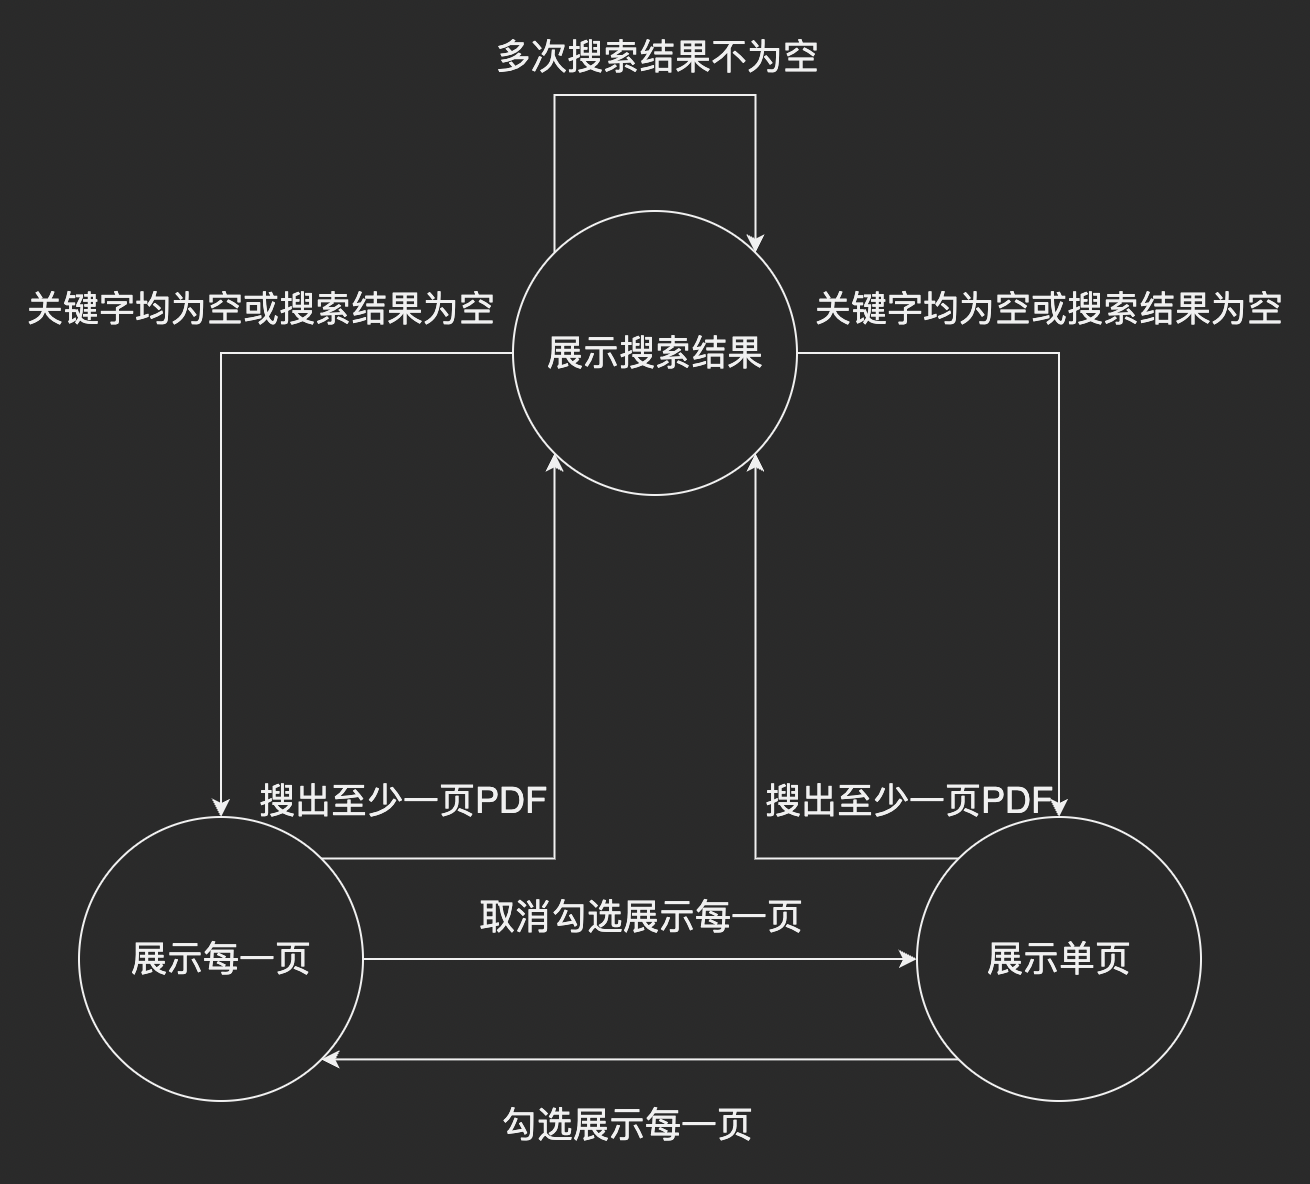 多次搜索结果不为空
关键字均为空或搜索结果为空
关键字均为空或搜索结果为空
展示搜索结果
搜出至少一页PDF
搜出至少一页PDF
取消勾选展示每一页
展示每一页
展示单页
勾选展示每一页